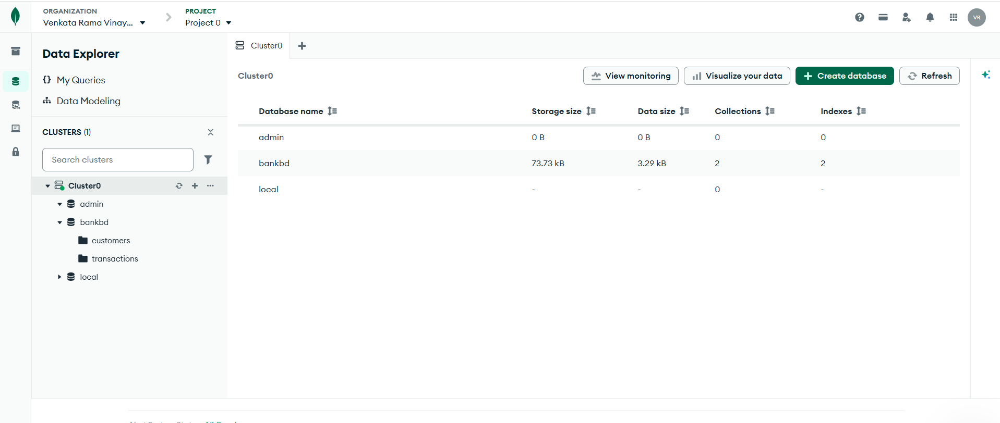 ORGANIZATION
Venkata Rama Vinay...
PROJECT
Project 0
VR
Data Explorer
{} My Queries
Data Modeling
CLUSTERS (1)
Search clusters
Cluster0
admin
bankbd
customers
transactions
local
Cluster0
Cluster0
View monitoring
Visualize your data
Create database
Refresh
Database name Storage size Data size Collections Indexes
admin 0 B 0 B 0 0
bankbd 73.73 kB 3.29 kB 2 2
local - - 0 -